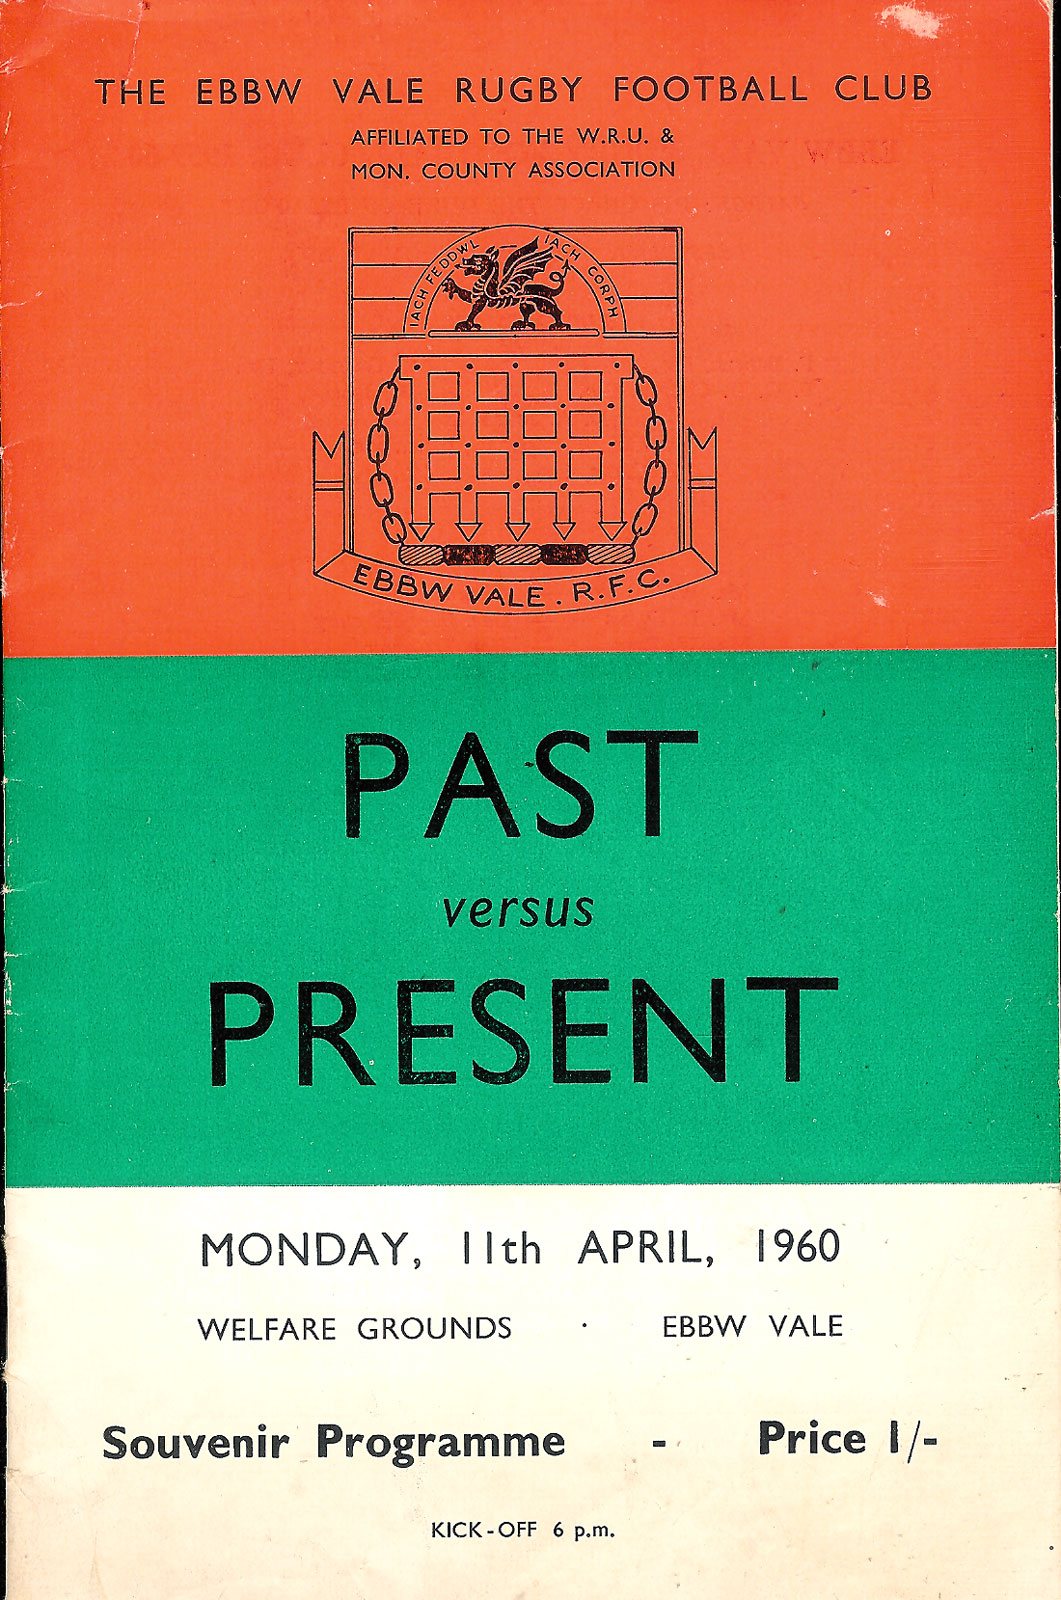 THE EBBW VALE RUGBY FOOTBALL CLUB
AFFILIATED TO THE W.R.U. &
MON. COUNTY ASSOCIATION
IACH FEDDWL IACH CORPH
EBBW VALE . R.F.C.
PAST
versus
PRESENT
MONDAY, 11th APRIL, 1960
WELFARE GROUNDS · EBBW VALE
Souvenir Programme - Price 1/-
KICK-OFF 6 p.m.